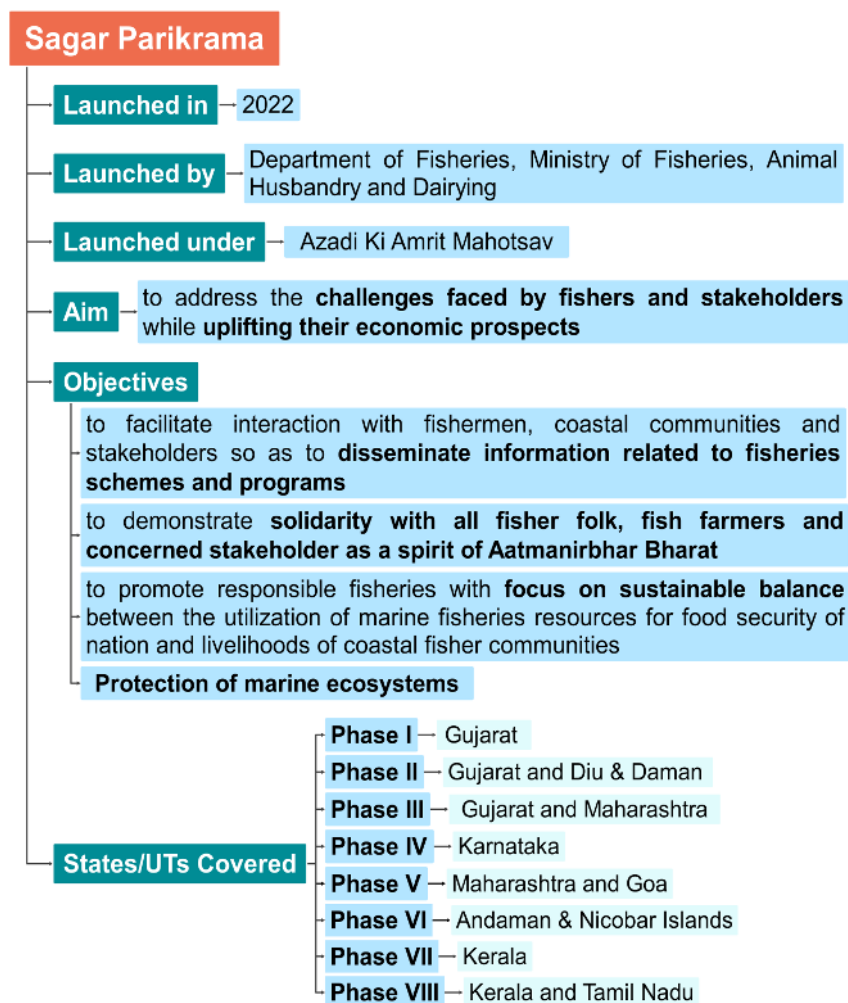 Sagar Parikrama
Launched in
2022
Launched by
Department of Fisheries, Ministry of Fisheries, Animal
Husbandry and Dairying
Launched under
Azadi Ki Amrit Mahotsav
Aim
to address the challenges faced by fishers and stakeholders
while uplifting their economic prospects
Objectives
to facilitate interaction with fishermen, coastal communities and
stakeholders so as to disseminate information related to fisheries
schemes and programs
to demonstrate solidarity with all fisher folk, fish farmers and
concerned stakeholder as a spirit of Aatmanirbhar Bharat
to promote responsible fisheries with focus on sustainable balance
between the utilization of marine fisheries resources for food security of
nation and livelihoods of coastal fisher communities
Protection of marine ecosystems
States/UTs Covered
Phase I
Gujarat
Phase II
Gujarat and Diu & Daman
Phase III
Gujarat and Maharashtra
Phase IV
Karnataka
Phase V
Maharashtra and Goa
Phase VI
Andaman & Nicobar Islands
Phase VII
Kerala
Phase VIII
Kerala and Tamil Nadu